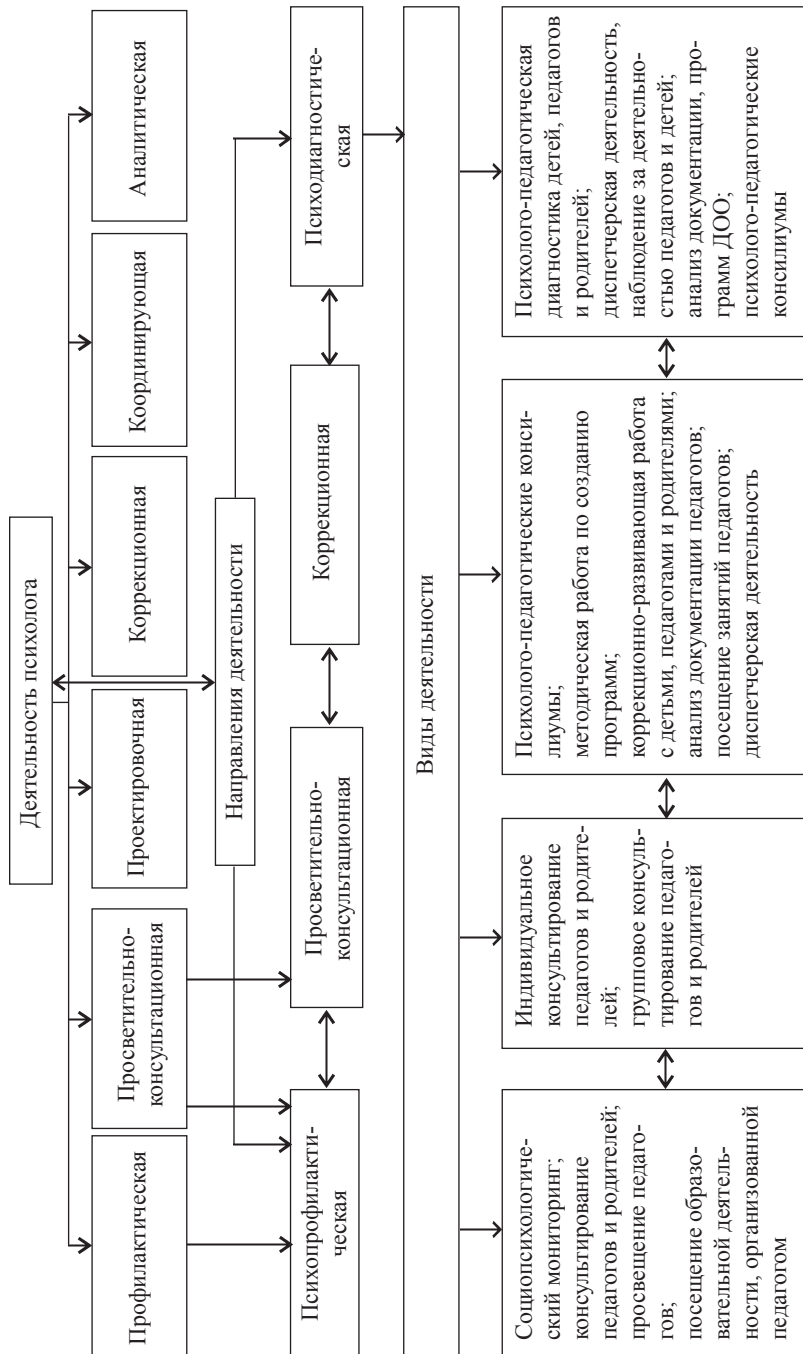 Деятельность психолога
Профилактическая
Просветительно-
консультационная
Проектировочная
Коррекционная
Координирующая
Аналитическая
Направления деятельности
Психопрофилакти-
ческая
Просветительно-
консультационная
Коррекционная
Психодиагностиче-
ская
Виды деятельности
Социопсихологиче-
ский мониторинг;
консультирование
педагогов и родителей;
просвещение педаго-
гов;
посещение образо-
вательной деятель-
ности, организованной
педагогом
Индивидуальное
консультирование
педагогов и родите-
лей;
групповое консуль-
тирование педаго-
гов и родителей
Психолого-педагогические конси-
лиумы;
методическая работа по созданию
программ;
коррекционно-развивающая работа
с детьми, педагогами и родителями;
анализ документации педагогов;
посещение занятий педагогов;
диспетчерская деятельность
Психолого-педагогическая
диагностика детей, педагогов
и родителей;
диспетчерская деятельность,
наблюдение за деятельно-
стью педагогов и детей;
анализ документации, про-
грамм ДОО;
психолого-педагогические
консилиумы